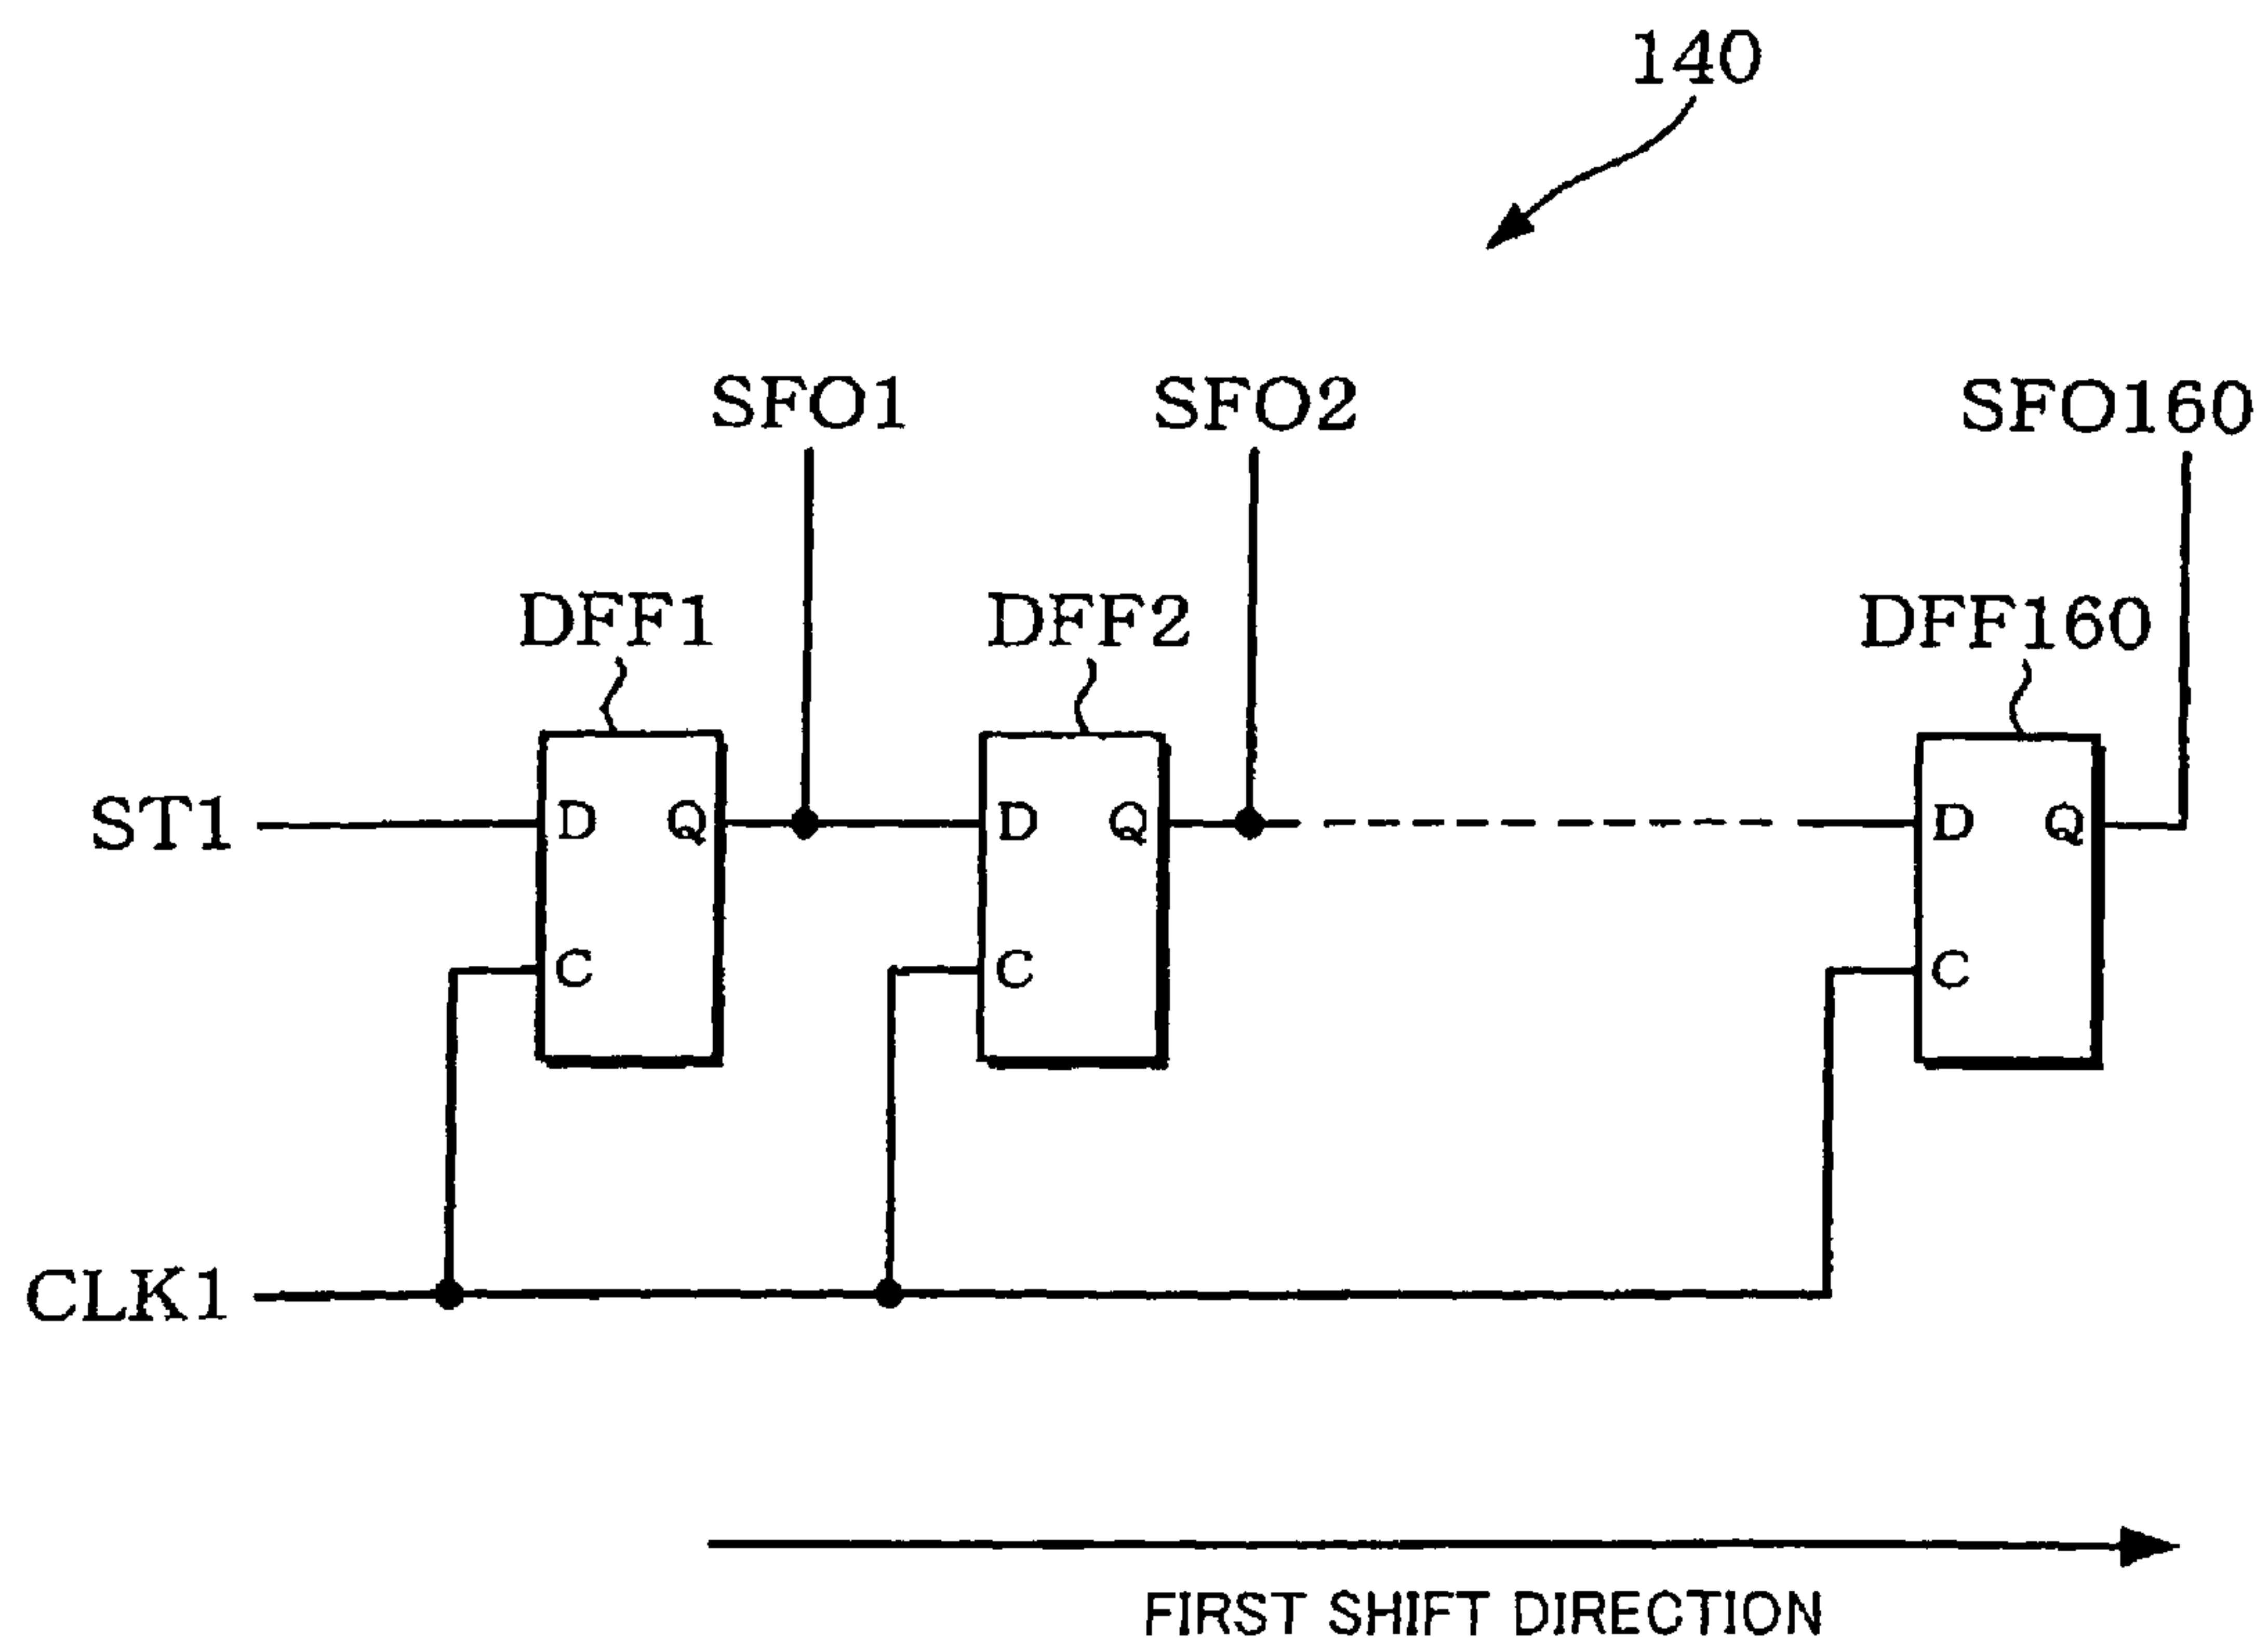 140
SFO1 SFO2 SFO160
DFF1 DFF2 DFF160
ST1 D Q D Q D Q
C C C
CLK1
FIRST SHIFT DIRECTION